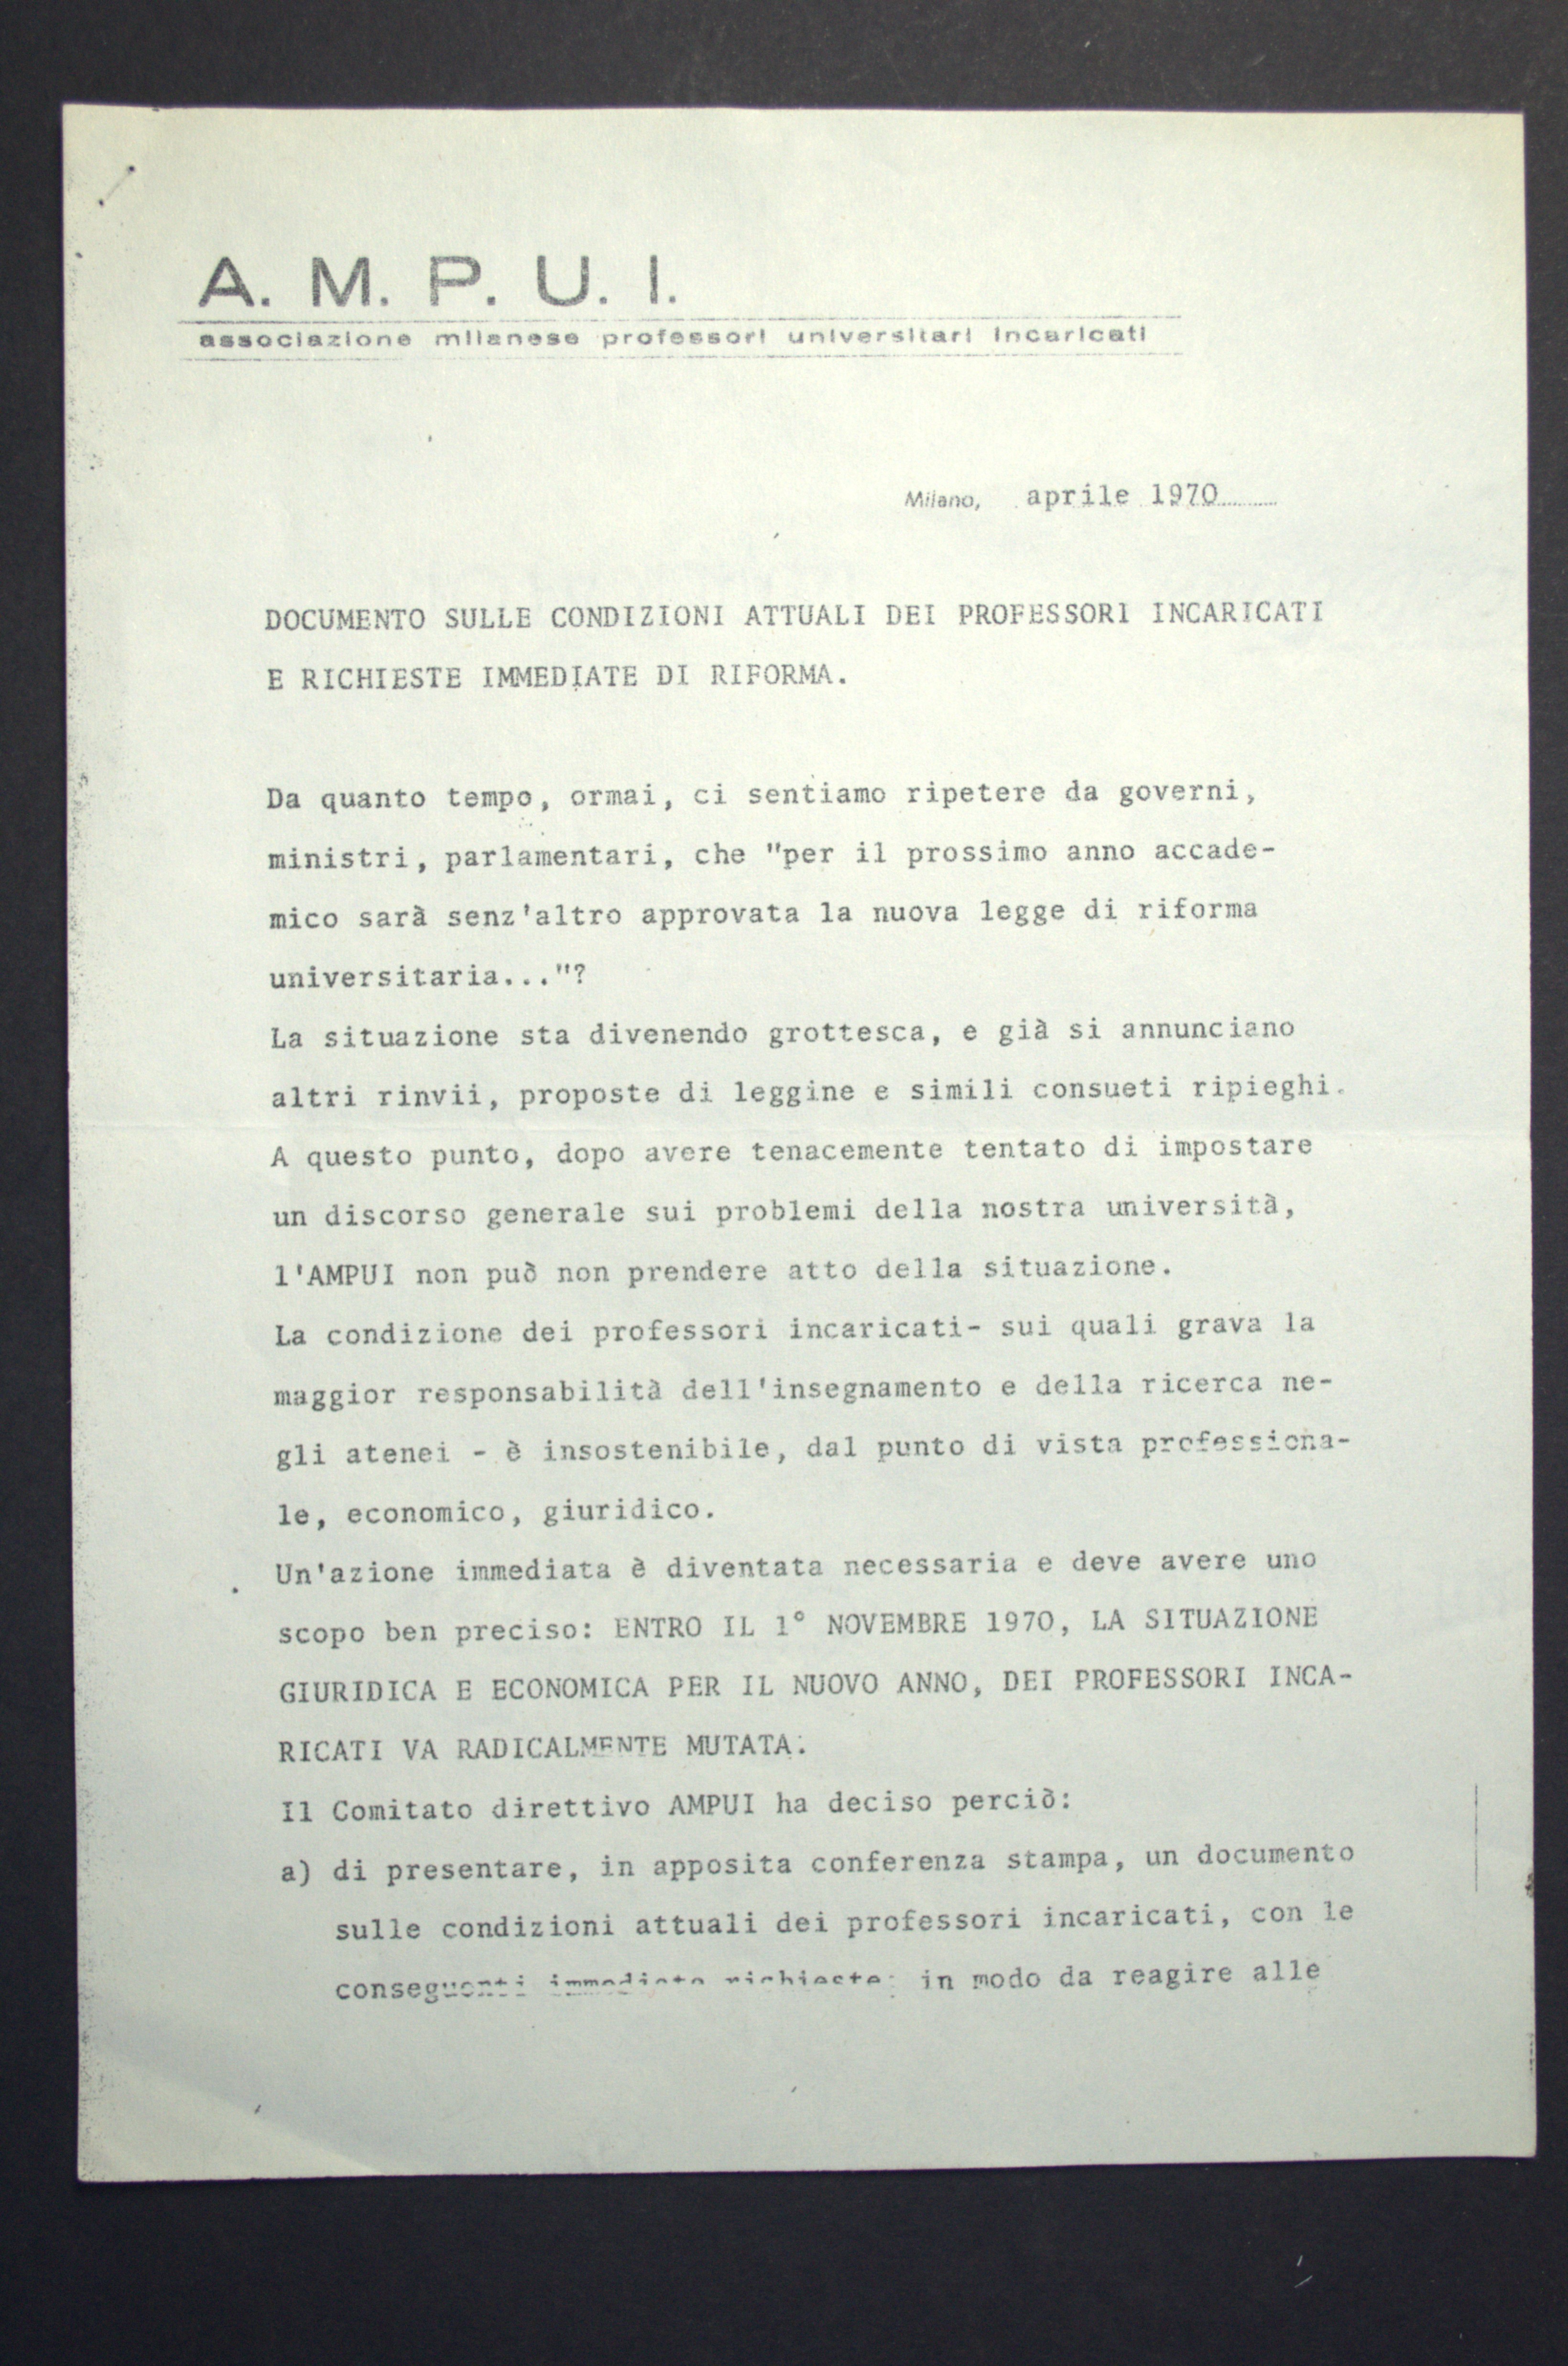 A. M. P. U. I.
associazione milanese professori universitari incaricati
Milano, aprile 1970
DOCUMENTO SULLE CONDIZIONI ATTUALI DEI PROFESSORI INCARICATI
E RICHIESTE IMMEDIATE DI RIFORMA.
Da quanto tempo, ormai, ci sentiamo ripetere da governi,
ministri, parlamentari, che "per il prossimo anno accade-
mico sarà senz'altro approvata la nuova legge di riforma
universitaria..."?
La situazione sta divenendo grottesca, e già si annunciano
altri rinvii, proposte di leggine e simili consueti ripieghi.
A questo punto, dopo avere tenacemente tentato di impostare
un discorso generale sui problemi della nostra università,
l'AMPUI non può non prendere atto della situazione.
La condizione dei professori incaricati- sui quali grava la
maggior responsabilità dell'insegnamento e della ricerca ne-
gli atenei - è insostenibile, dal punto di vista professiona-
le, economico, giuridico.
Un'azione immediata è diventata necessaria e deve avere uno
scopo ben preciso: ENTRO IL 1° NOVEMBRE 1970, LA SITUAZIONE
GIURIDICA E ECONOMICA PER IL NUOVO ANNO, DEI PROFESSORI INCA-
RICATI VA RADICALMENTE MUTATA.
Il Comitato direttivo AMPUI ha deciso perciò:
a) di presentare, in apposita conferenza stampa, un documento
sulle condizioni attuali dei professori incaricati, con le
conseguenti immediate richieste; in modo da reagire alle